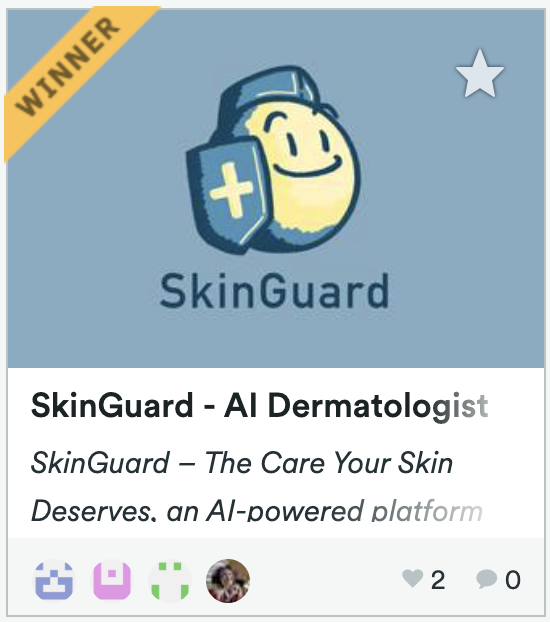 WINNER
SkinGuard
SkinGuard - AI Dermatologist
SkinGuard – The Care Your Skin
Deserves, an AI-powered platform
2 0